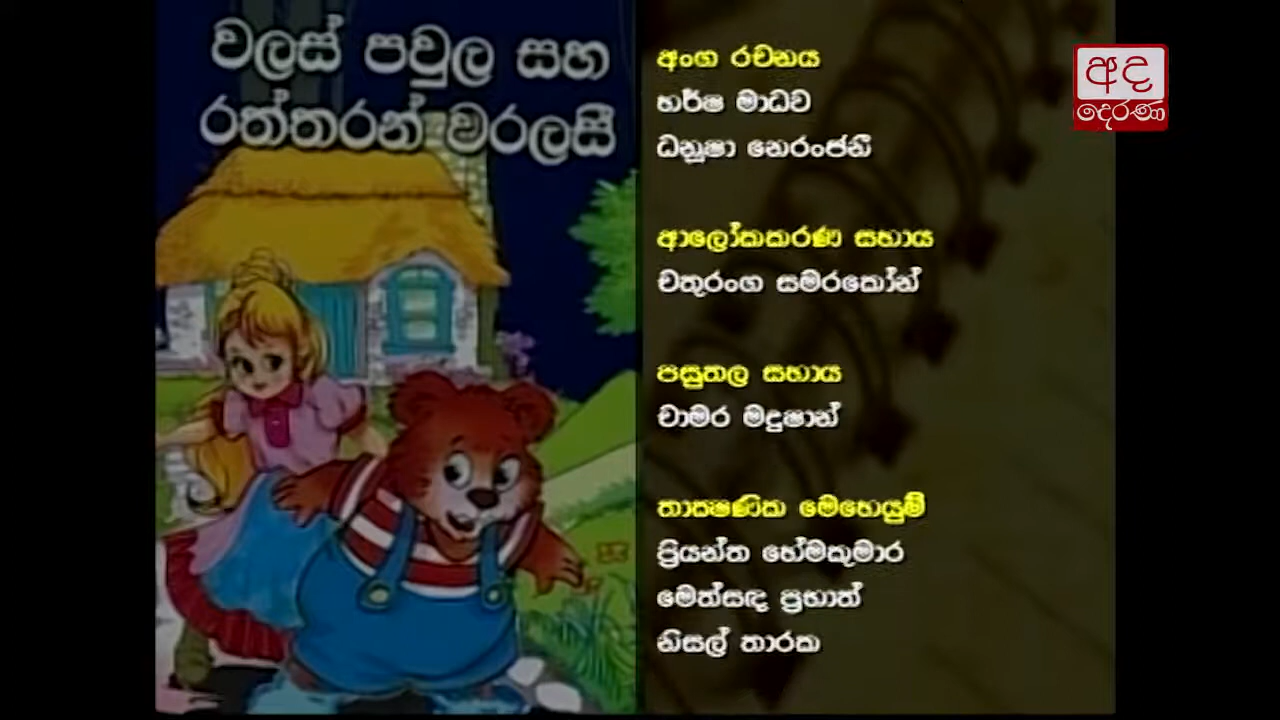 වලස් පවුල සහ
රත්තරන් වරලසී
අංග රචනය
හර්ෂ මාධව
ධනූෂා නෙරංජනී
ආලෝකකරණ සහාය
චතුරංග සමරකෝන්
පසුතල සහාය
චාමර මදුෂාන්
තාක්‍ෂණික මෙහෙයුම්
ප්‍රියන්ත හේමකුමාර
මෙත්සඳ ප්‍රභාත්
නිසල් තාරක
අද
දෙරණ